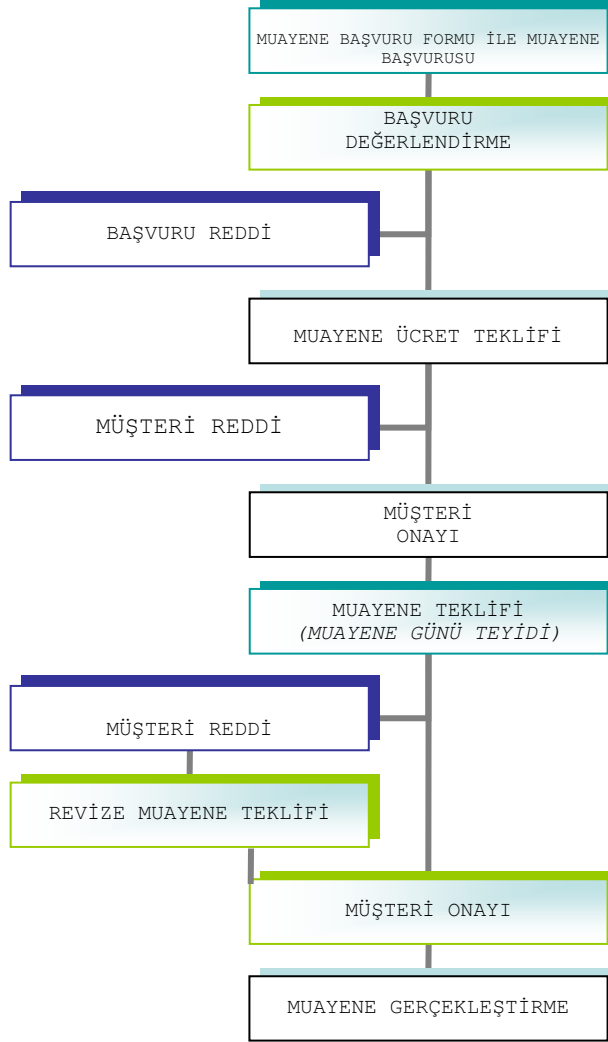 MUAYENE BAŞVURU FORMU İLE MUAYENE
BAŞVURUSU
BAŞVURU
DEĞERLENDİRME
BAŞVURU REDDİ
MUAYENE ÜCRET TEKLİFİ
MÜŞTERİ REDDİ
MÜŞTERİ
ONAYI
MUAYENE TEKLİFİ
(MUAYENE GÜNÜ TEYİDİ)
MÜŞTERİ REDDİ
REVİZE MUAYENE TEKLİFİ
MÜŞTERİ ONAYI
MUAYENE GERÇEKLEŞTİRME